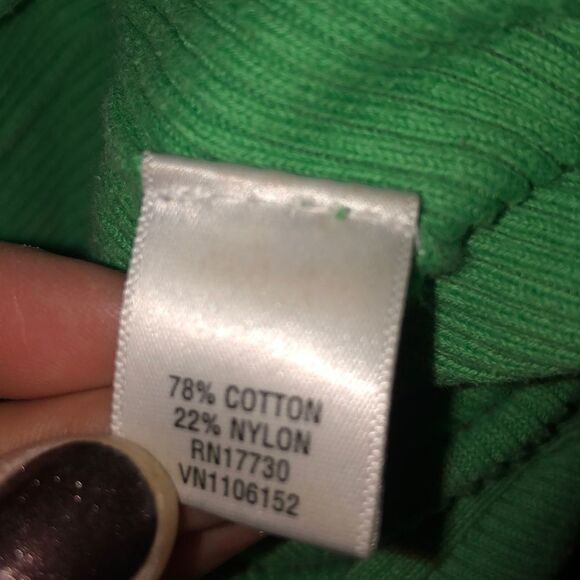 78% COTTON
22% NYLON
RN17730
VN1106152